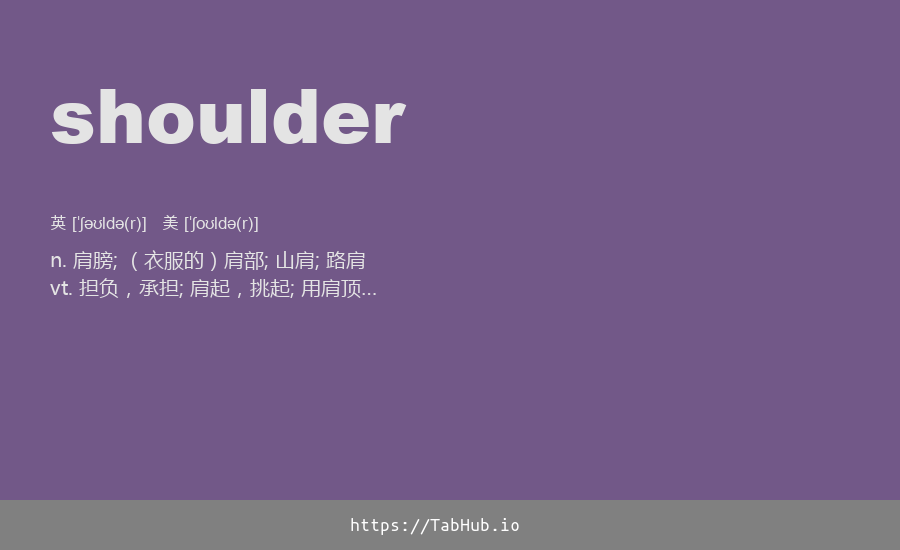 shoulder
英 [ˈʃəʊldə(r)] 美 [ˈʃoʊldə(r)]
n. 肩膀; （衣服的）肩部; 山肩; 路肩
vt. 担负，承担; 肩起，挑起; 用肩顶...
https://TabHub.io